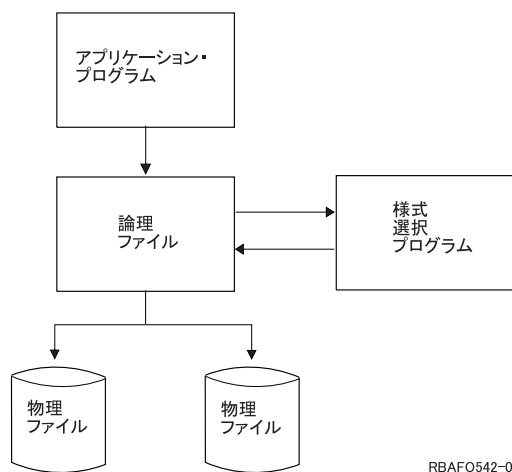 アプリケーション・
プログラム
論理
ファイル
様式
選択
プログラム
物理
ファイル
物理
ファイル
RBAFO542-0